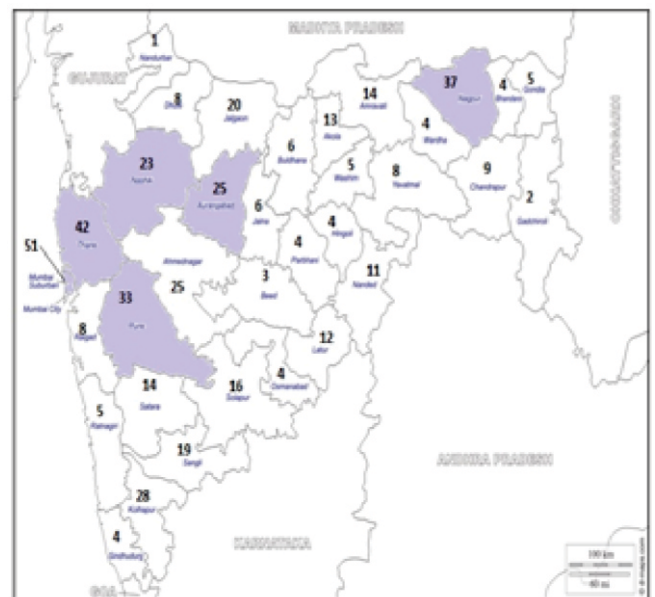 MADHYA PRADESH
1
Nandurbar
GUJURAT
8
Dhule
20
Jalgaon
14
Amravati
37
Nagpur
4
Bhandara
5
Gondia
CHHATTISGARH
13
Akola
6
Buldhana
4
Wardha
23
Nashik
5
Washim
8
Yavatmal
9
Chandrapur
25
Aurangabad
6
Jalna
2
Gadchiroli
42
Thane
4
Hingoli
4
Parbhani
51
Ahmednagar
25
Mumbai
Suburban
Mumbai City
3
Beed
11
Nanded
33
Pune
8
Raigad
12
Latur
14
Satara
16
Solapur
4
Osmanabad
5
Ratnagiri
19
Sangli
ANDHRA PRADESH
28
Kolhapur
4
Sindhudurg
KARNATAKA
GOA
100 km
60 mi